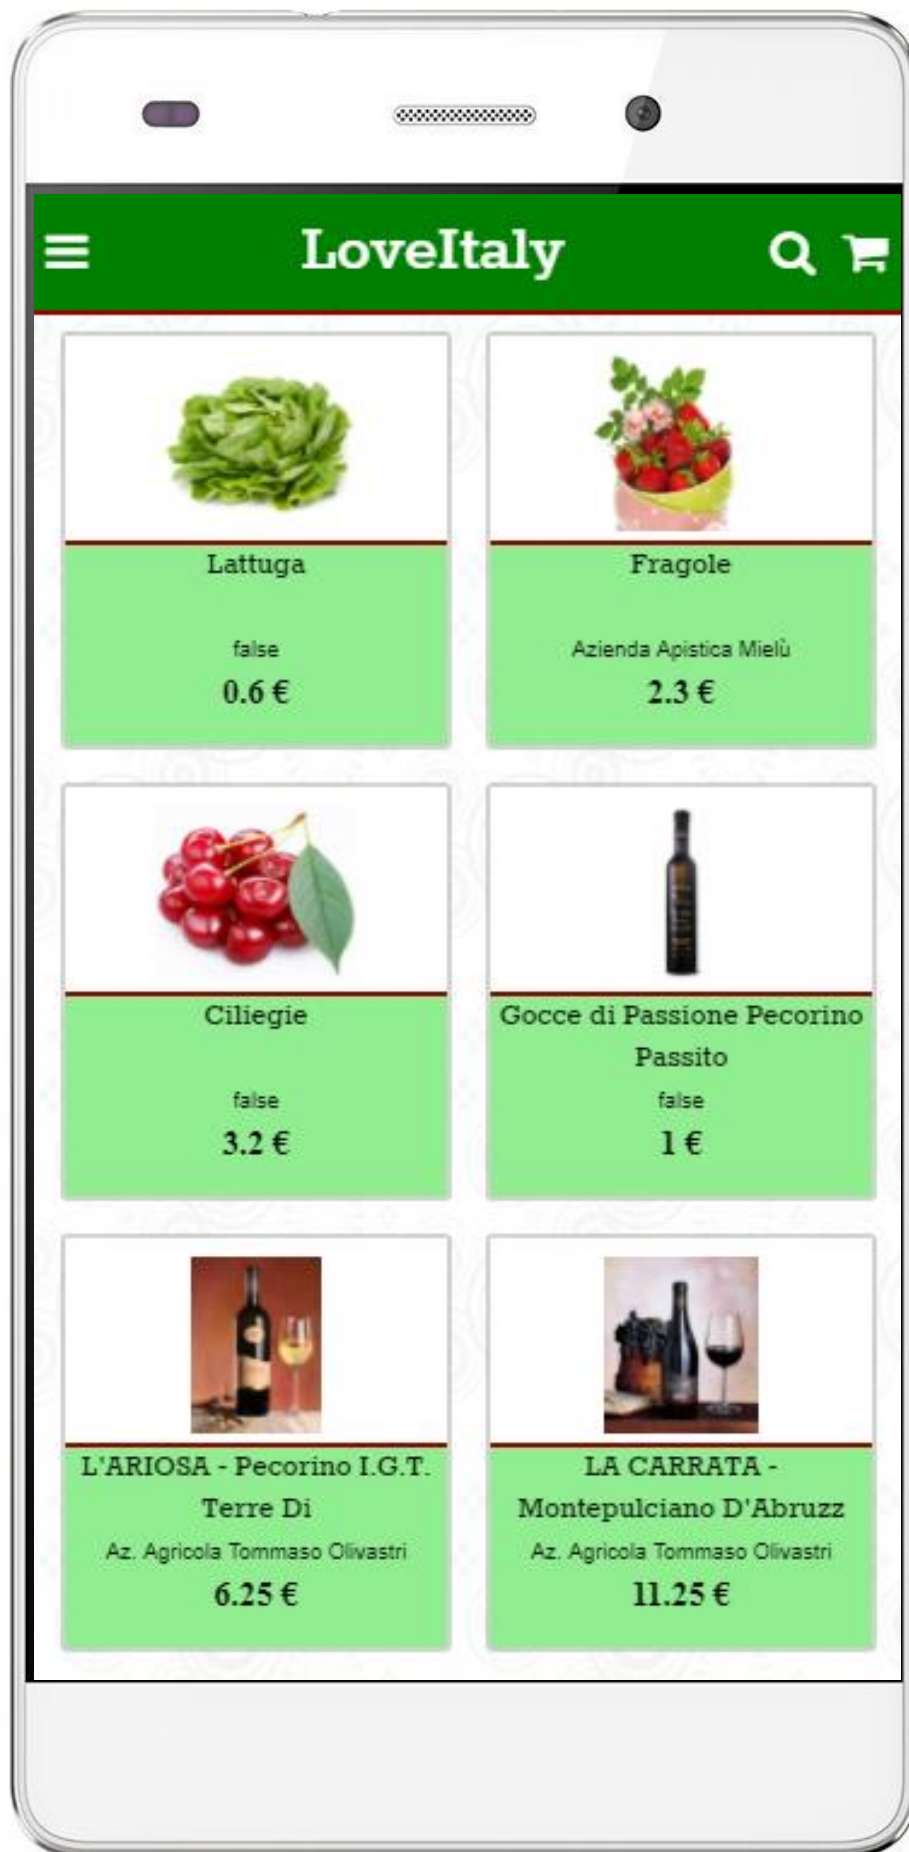 LoveItaly
Lattuga
false
0.6 €
Fragole
Azienda Apistica Mielù
2.3 €
Ciliegie
false
3.2 €
Gocce di Passione Pecorino
Passito
false
1 €
L'ARIOSA - Pecorino I.G.T.
Terre Di
Az. Agricola Tommaso Olivastri
6.25 €
LA CARRATA -
Montepulciano D'Abruzz
Az. Agricola Tommaso Olivastri
11.25 €